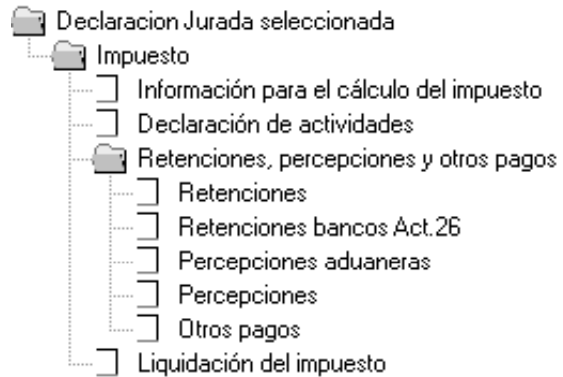 Declaracion Jurada seleccionada
Impuesto
Información para el cálculo del impuesto
Declaración de actividades
Retenciones, percepciones y otros pagos
Retenciones
Retenciones bancos Act.26
Percepciones aduaneras
Percepciones
Otros pagos
Liquidación del impuesto